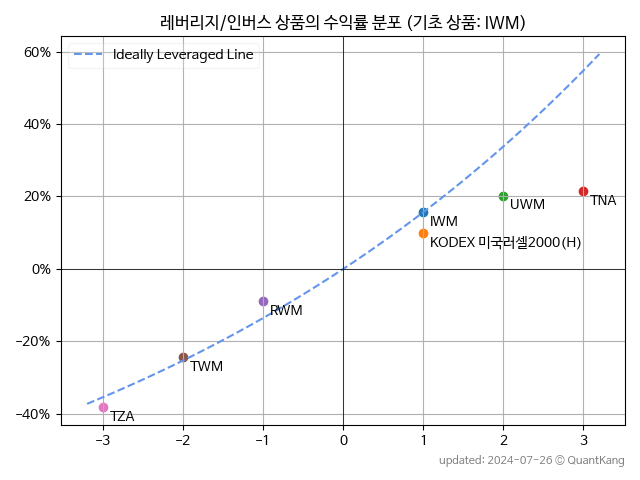 레버리지/인버스 상품의 수익률 분포 (기초 상품: IWM)
60%
40%
20%
0%
−20%
−40%
Ideally Leveraged Line
IWM
KODEX 미국러셀2000(H)
UWM
TNA
RWM
TWM
TZA
−3 −2 −1 0 1 2 3
updated: 2024-07-26 © QuantKang